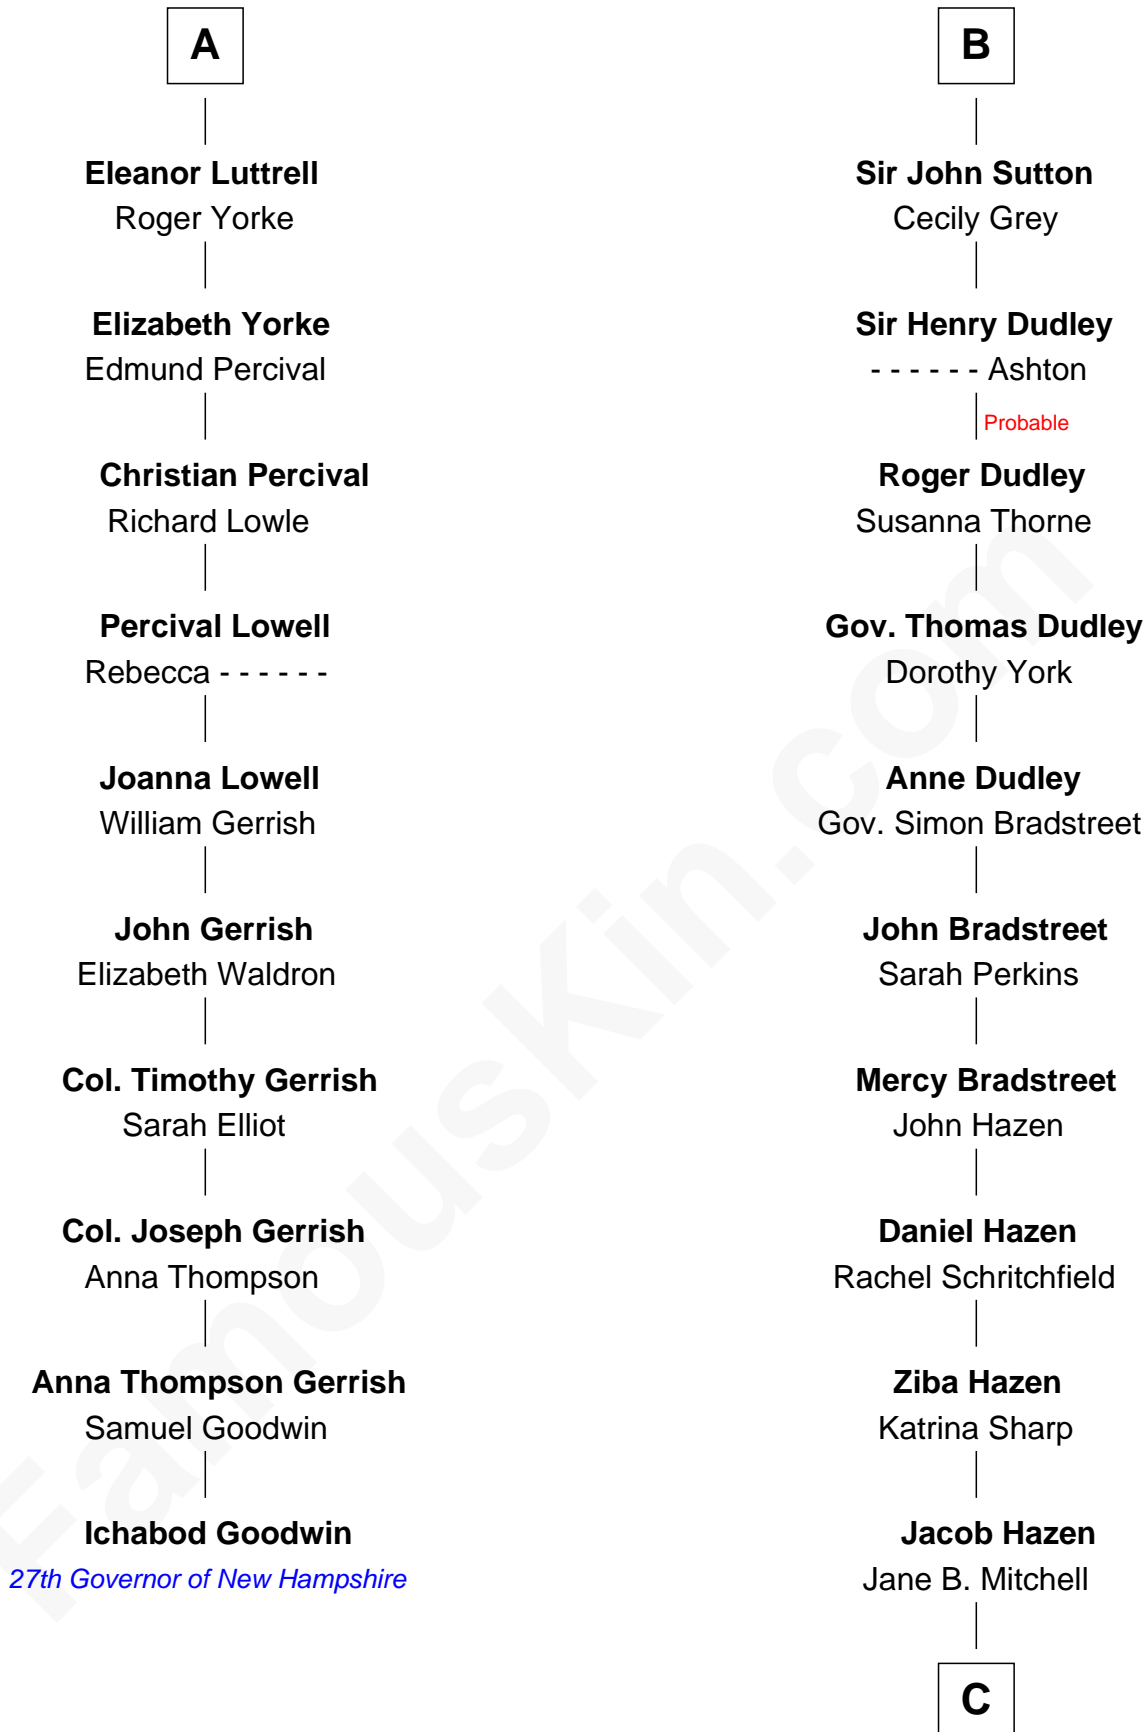 A
Eleanor Luttrell
Roger Yorke
Elizabeth Yorke
Edmund Percival
Christian Percival
Richard Lowle
Percival Lowell
Rebecca - - - - - -
Joanna Lowell
William Gerrish
John Gerrish
Elizabeth Waldron
Col. Timothy Gerrish
Sarah Elliot
Col. Joseph Gerrish
Anna Thompson
Anna Thompson Gerrish
Samuel Goodwin
Ichabod Goodwin
27th Governor of New Hampshire
B
Sir John Sutton
Cecily Grey
Sir Henry Dudley
- - - - - - Ashton
Probable
Roger Dudley
Susanna Thorne
Gov. Thomas Dudley
Dorothy York
Anne Dudley
Gov. Simon Bradstreet
John Bradstreet
Sarah Perkins
Mercy Bradstreet
John Hazen
Daniel Hazen
Rachel Schritchfield
Ziba Hazen
Katrina Sharp
Jacob Hazen
Jane B. Mitchell
C
FamousKin.com